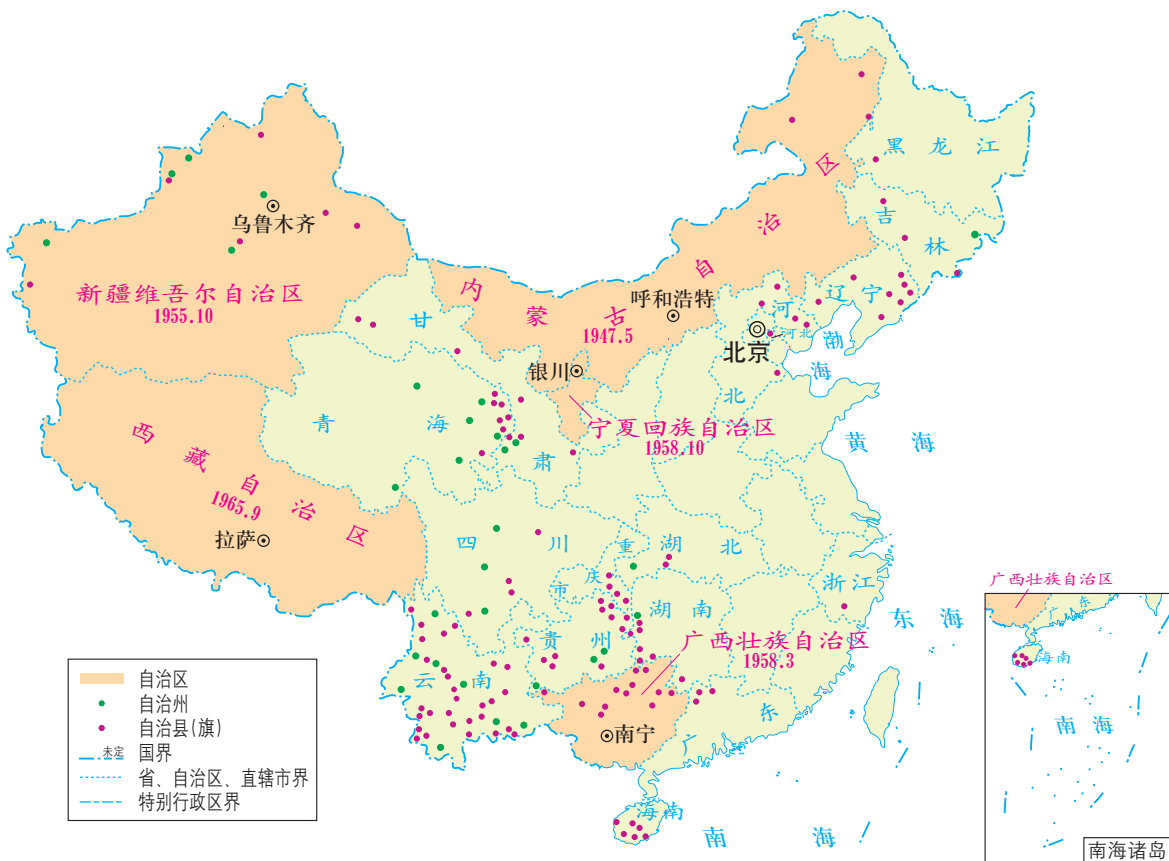 黑龙江
吉林
辽宁
内蒙古自治区
1947.5
呼和浩特
乌鲁木齐
新疆维吾尔自治区
1955.10
甘肃
河北
河北
北京
渤海
银川
宁夏回族自治区
1958.10
青海
黄海
西藏自治区
1965.9
拉萨
四川
重庆市
湖北
浙江
湖南
东海
贵州
广西壮族自治区
1958.3
云南
南宁
广东
海南
南海
自治区
自治州
自治县(旗)
未定 国界
省、自治区、直辖市界
特别行政区界
广西壮族自治区
广东
海南
南海
南海诸岛